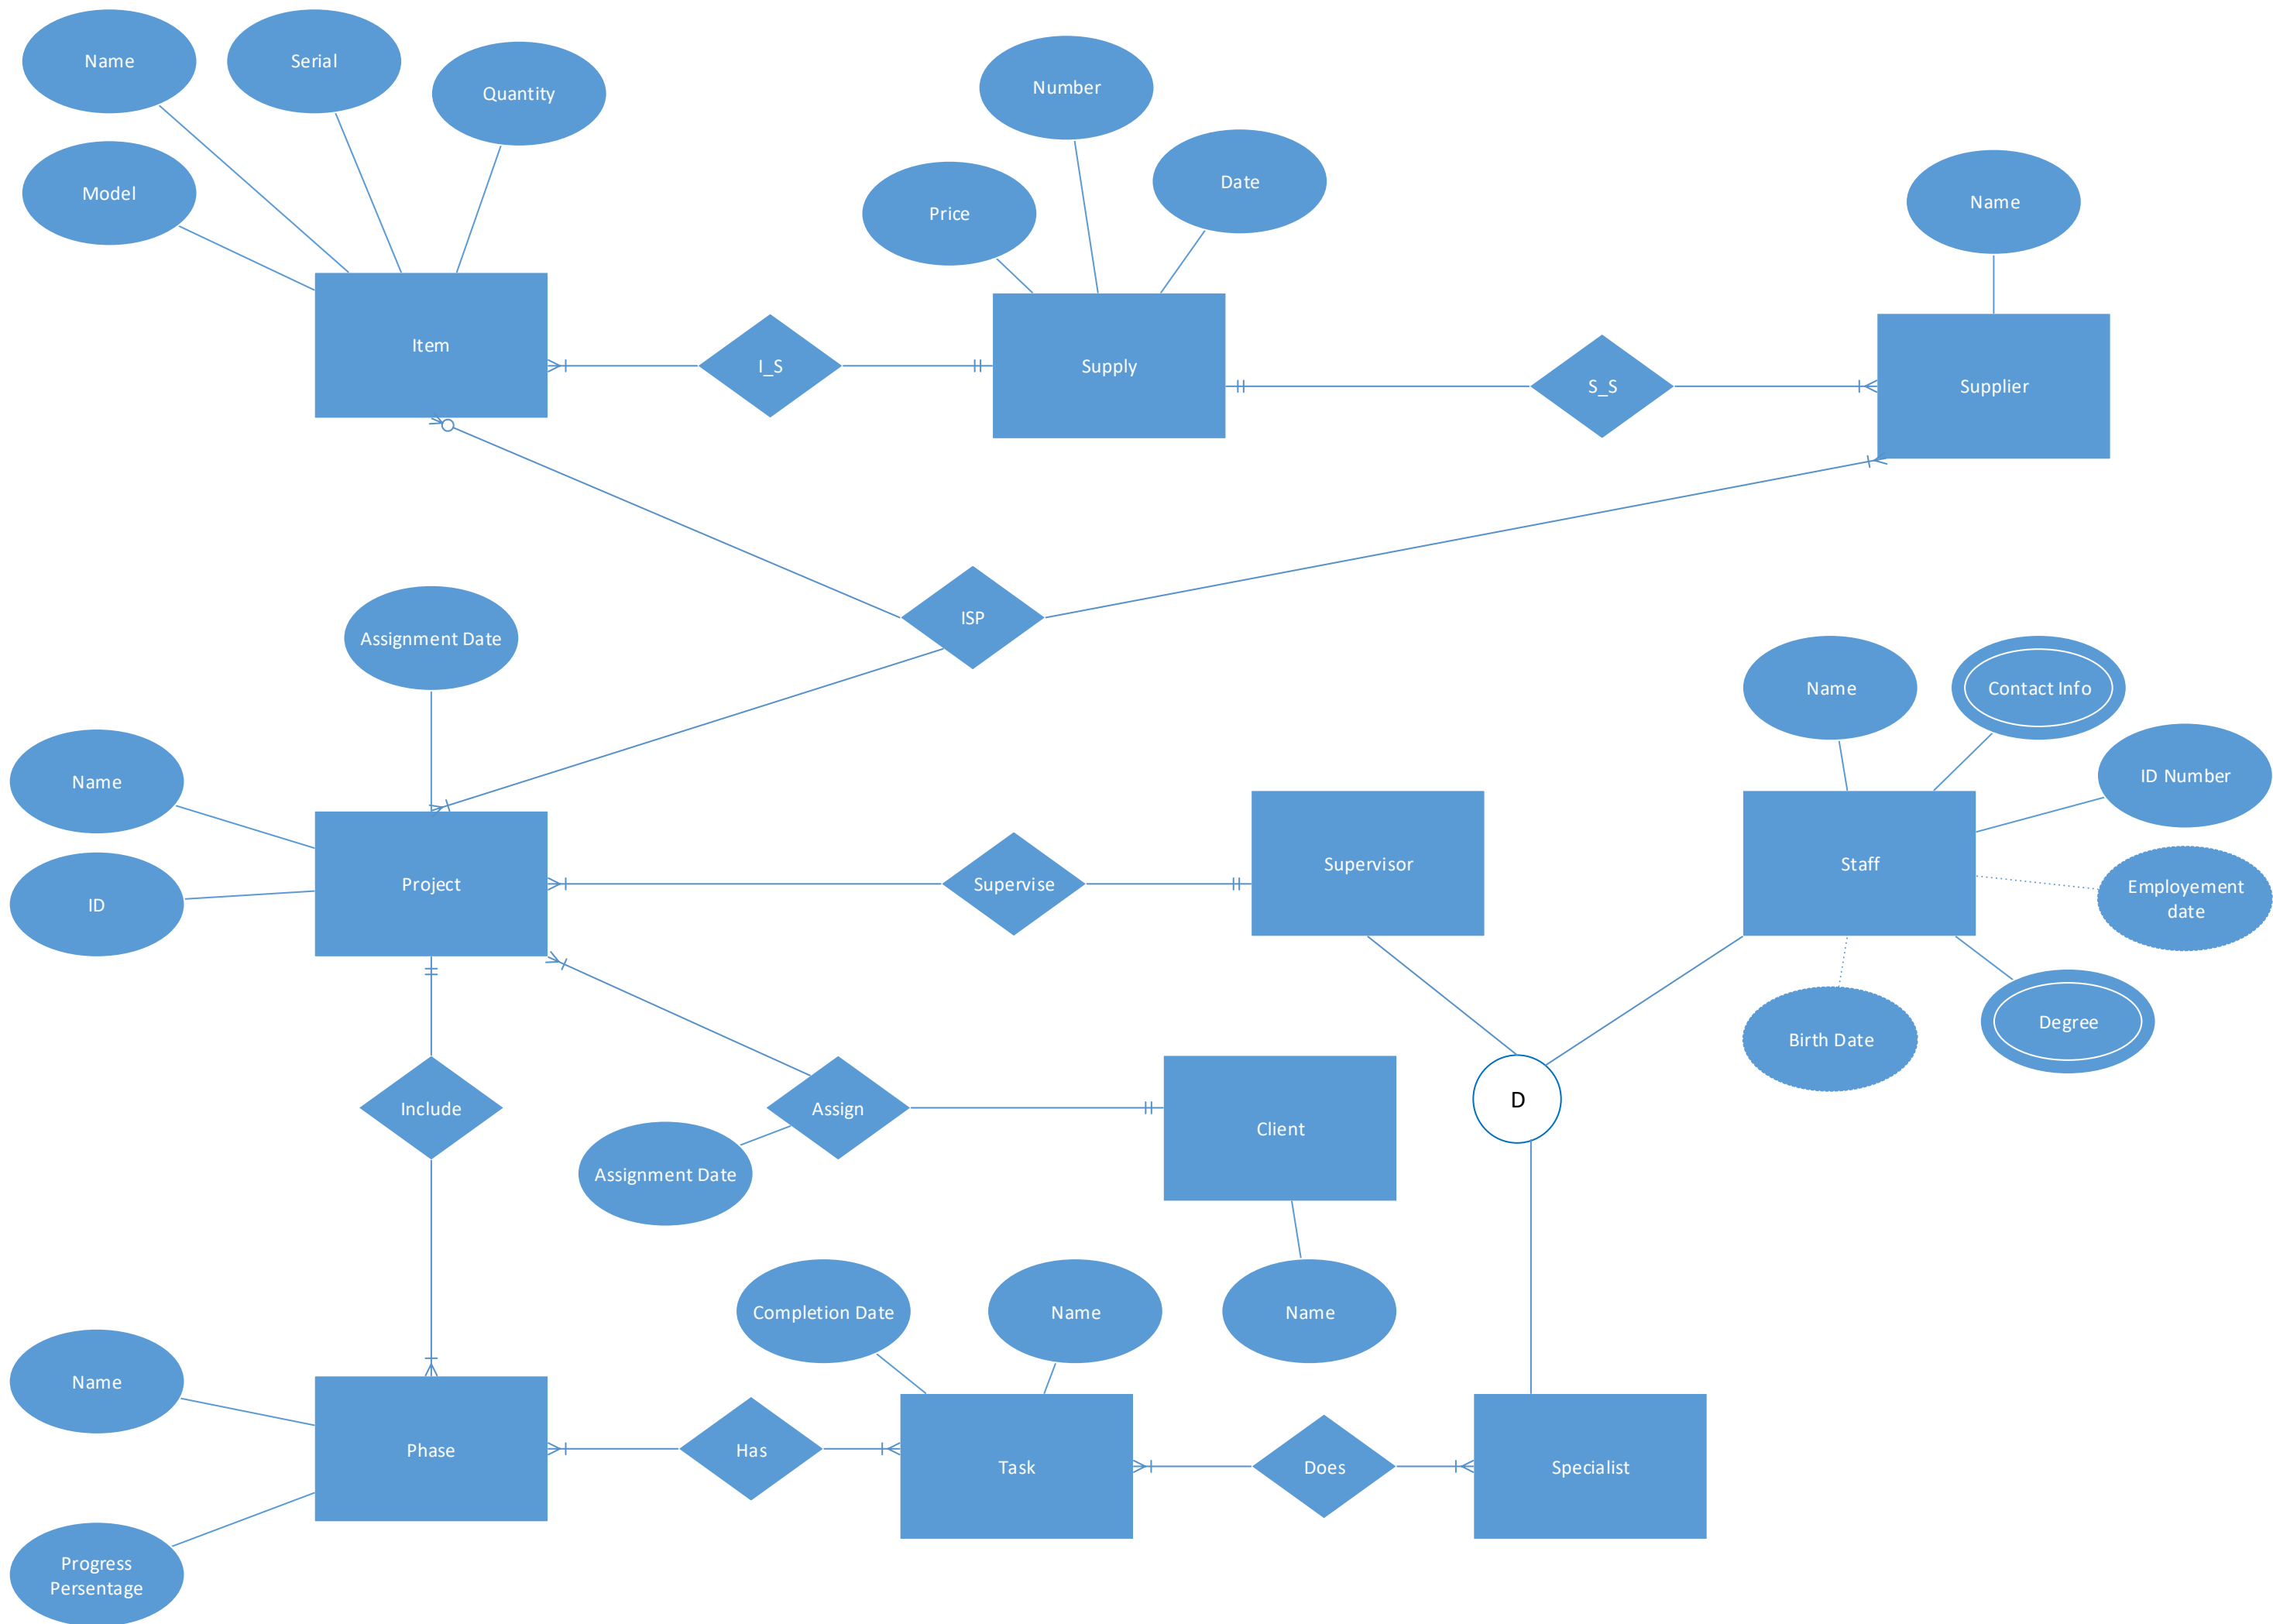 Name
Serial
Quantity
Number
Model
Date
Price
Name
Item
I_S
Supply
S_S
Supplier
ISP
Assignment Date
Name
Contact Info
Name
ID Number
ID
Project
Supervise
Supervisor
Staff
Employement
date
Birth Date
Degree
Include
Assign
Client
D
Assignment Date
Completion Date
Name
Name
Name
Phase
Has
Task
Does
Specialist
Progress
Persentage